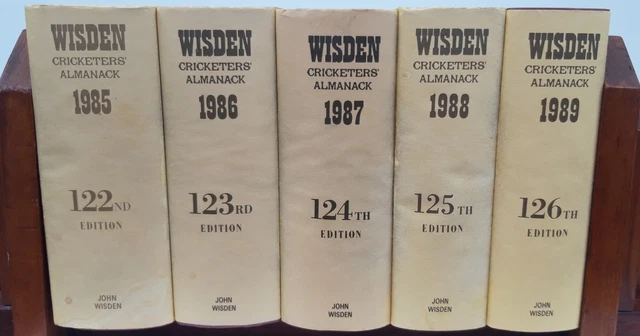 WISDEN
CRICKETERS'
ALMANACK
1985
122ND
EDITION
JOHN
WISDEN
WISDEN
CRICKETERS'
ALMANACK
1986
123RD
EDITION
JOHN
WISDEN
WISDEN
CRICKETERS'
ALMANACK
1987
124TH
EDITION
JOHN
WISDEN
WISDEN
CRICKETERS'
ALMANACK
1988
125TH
EDITION
JOHN
WISDEN
WISDEN
CRICKETERS'
ALMANACK
1989
126TH
EDITION
JOHN
WISDEN